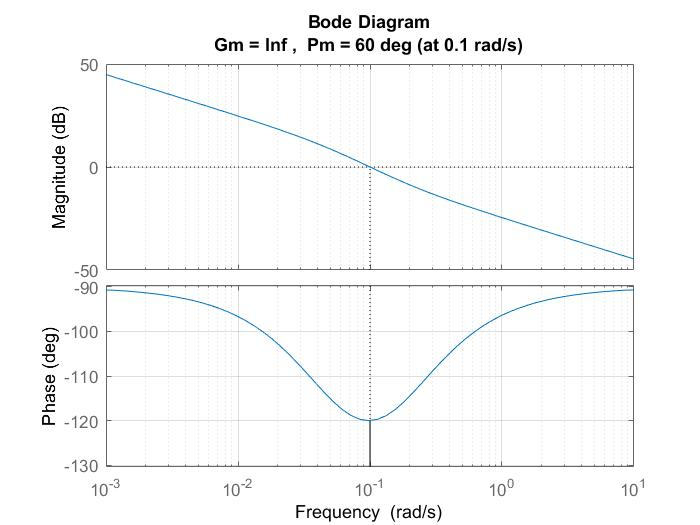 Bode Diagram
Gm = Inf ,  Pm = 60 deg (at 0.1 rad/s)
50
0
-50
Magnitude (dB)
-90
-100
-110
-120
-130
Phase (deg)
10^-3
10^-2
10^-1
10^0
10^1
Frequency  (rad/s)